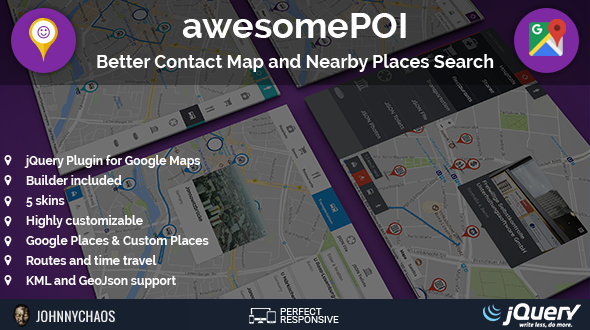 awesomePOI
Better Contact Map and Nearby Places Search
jQuery Plugin for Google Maps
Builder included
5 skins
Highly customizable
Google Places & Custom Places
Routes and time travel
KML and GeoJson support
JOHNNYCHAOS
PERFECT
RESPONSIVE
jQuery
write less, do more.